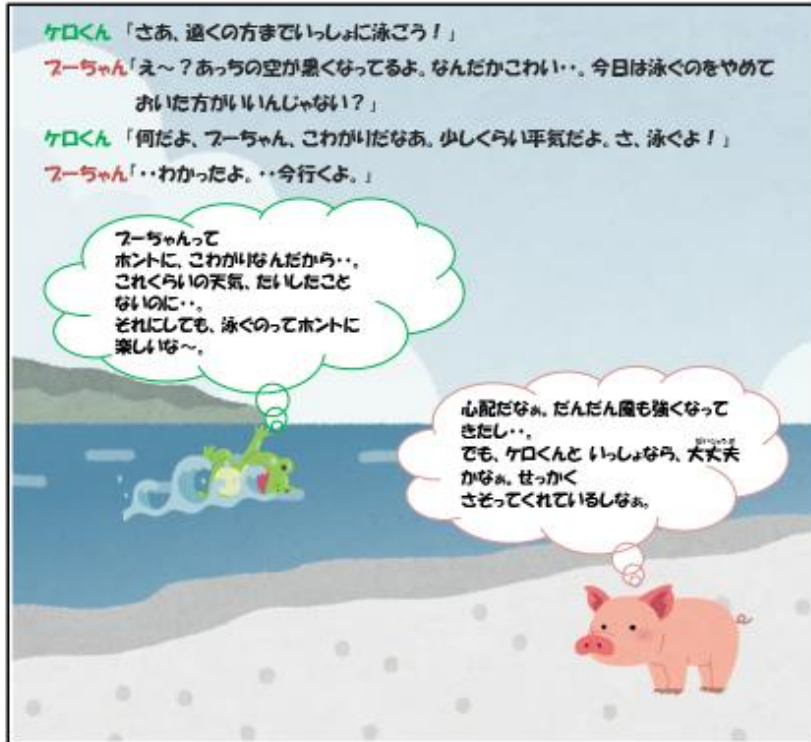 ケロくん「さあ、遠くの方までいっしょに泳ごう！」
ブーちゃん「え～？あっちの空が黒くなってるよ。なんだかこわい・・。今日は泳ぐのをやめて
おいた方がいいんじゃない？」
ケロくん「何だよ、ブーちゃん、こわがりだなあ。少しくらい平気だよ。さ、泳ぐよ！」
ブーちゃん「・・わかったよ。・・今行くよ。」
ブーちゃんって
ホントに、こわがりなんだから・・。
これくらいの天気、たいしたこと
ないのに・・。
それにしても、泳ぐのってホントに
楽しいな～。
心配だなぁ。だんだん風も強くなって
きたし・・。
でも、ケロくんと いっしょなら、大丈夫
かなぁ。せっかく
さそってくれているしなぁ。